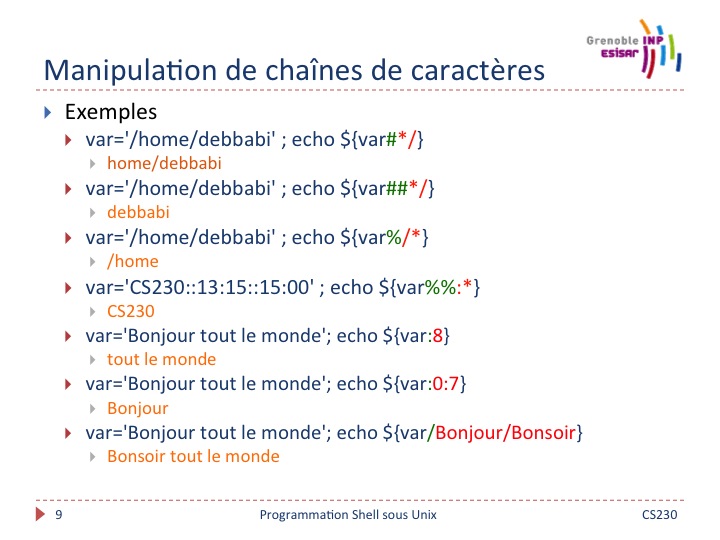 Grenoble INP
esisar
Manipulation de chaînes de caractères
Exemples
var='/home/debbabi' ; echo ${var#*/}
home/debbabi
var='/home/debbabi' ; echo ${var##*/}
debbabi
var='/home/debbabi' ; echo ${var%/*}
/home
var='CS230::13:15::15:00' ; echo ${var%%:*}
CS230
var='Bonjour tout le monde'; echo ${var:8}
tout le monde
var='Bonjour tout le monde'; echo ${var:0:7}
Bonjour
var='Bonjour tout le monde'; echo ${var/Bonjour/Bonsoir}
Bonsoir tout le monde
9 Programmation Shell sous Unix CS230